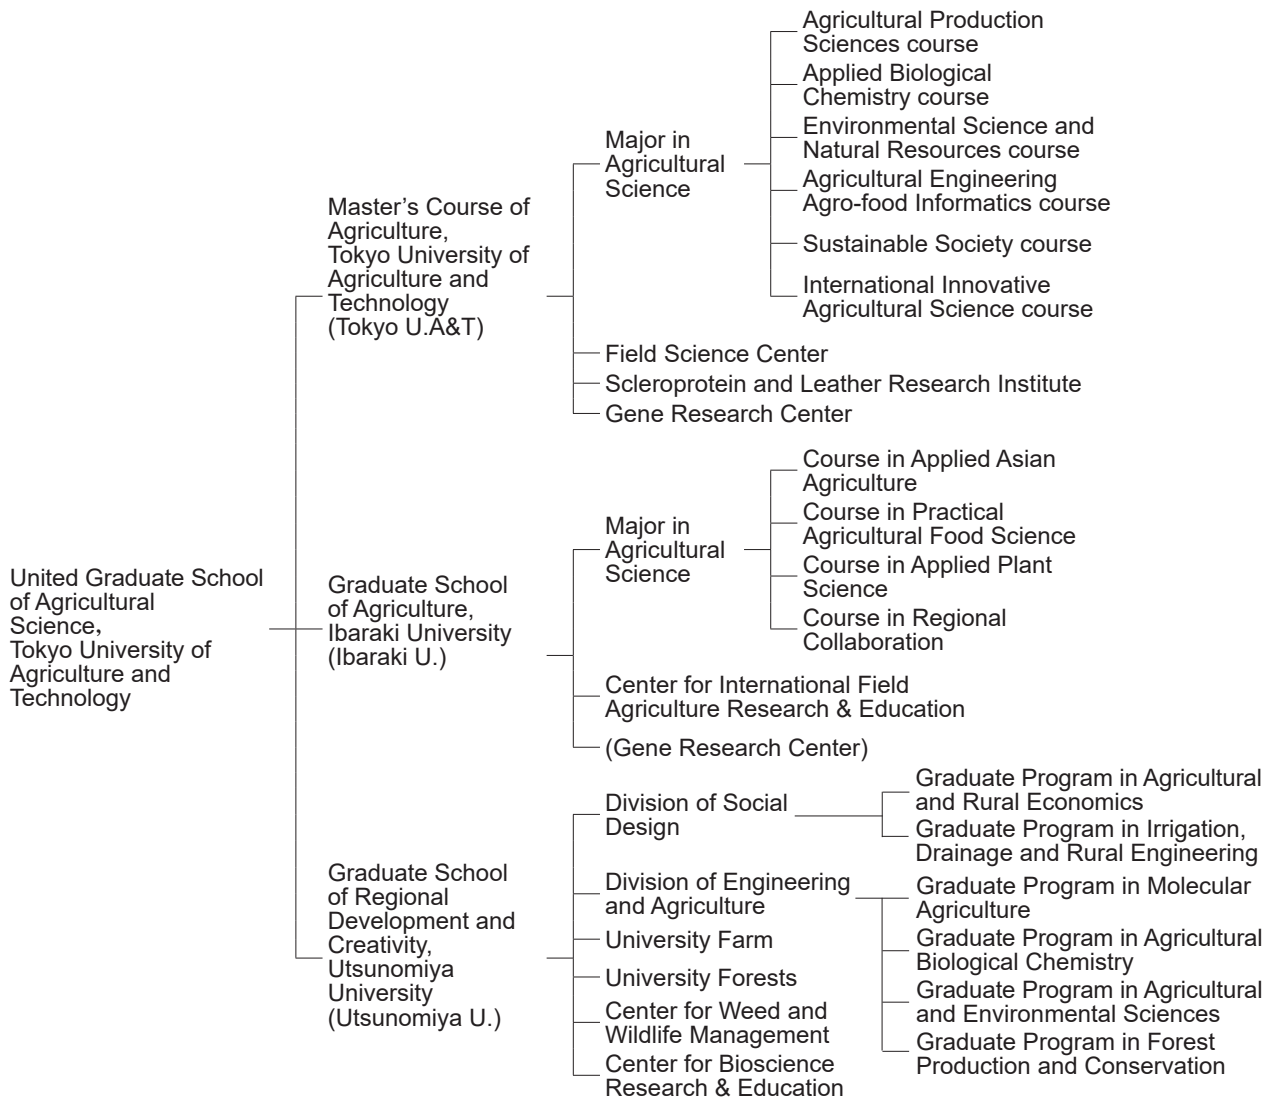 United Graduate School
of Agricultural
Science,
Tokyo University of
Agriculture and
Technology
Master’s Course of
Agriculture,
Tokyo University of
Agriculture and
Technology
(Tokyo U.A&T)
Major in
Agricultural
Science
Agricultural Production
Sciences course
Applied Biological
Chemistry course
Environmental Science and
Natural Resources course
Agricultural Engineering
Agro-food Informatics course
Sustainable Society course
International Innovative
Agricultural Science course
Field Science Center
Scleroprotein and Leather Research Institute
Gene Research Center
Graduate School
of Agriculture,
Ibaraki University
(Ibaraki U.)
Major in
Agricultural
Science
Course in Applied Asian
Agriculture
Course in Practical
Agricultural Food Science
Course in Applied Plant
Science
Course in Regional
Collaboration
Center for International Field
Agriculture Research & Education
(Gene Research Center)
Graduate School
of Regional
Development and
Creativity,
Utsunomiya
University
(Utsunomiya U.)
Division of Social
Design
Graduate Program in Agricultural
and Rural Economics
Graduate Program in Irrigation,
Drainage and Rural Engineering
Division of Engineering
and Agriculture
Graduate Program in Molecular
Agriculture
Graduate Program in Agricultural
Biological Chemistry
Graduate Program in Agricultural
and Environmental Sciences
Graduate Program in Forest
Production and Conservation
University Farm
University Forests
Center for Weed and
Wildlife Management
Center for Bioscience
Research & Education